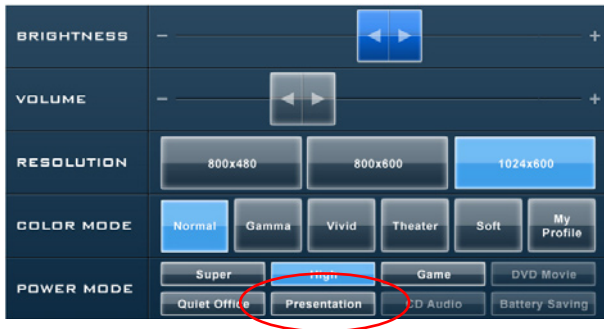 BRIGHTNESS - +
VOLUME - +
RESOLUTION 800x480 800x600 1024x600
COLOR MODE Normal Gamma Vivid Theater Soft My Profile
POWER MODE
Super High Game DVD Movie
Quiet Office Presentation CD Audio Battery Saving